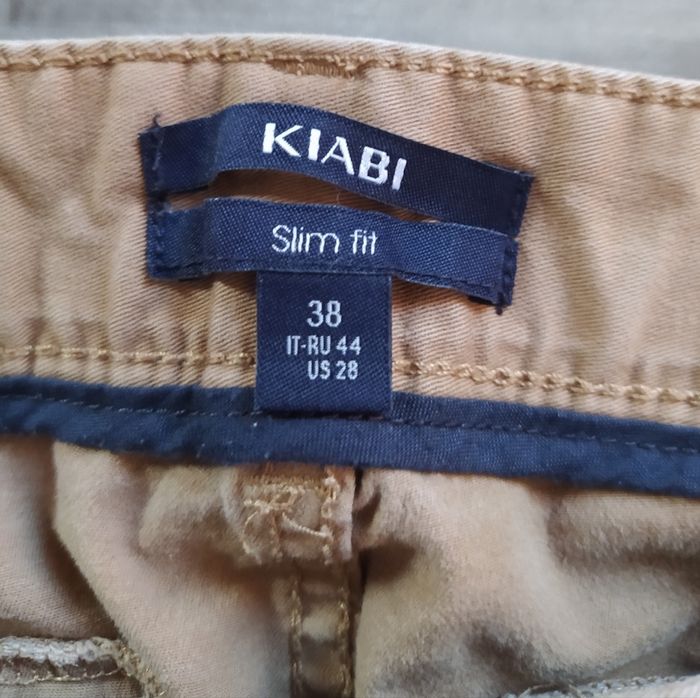 KIABI
Slim fit
38
IT-RU 44
US 28